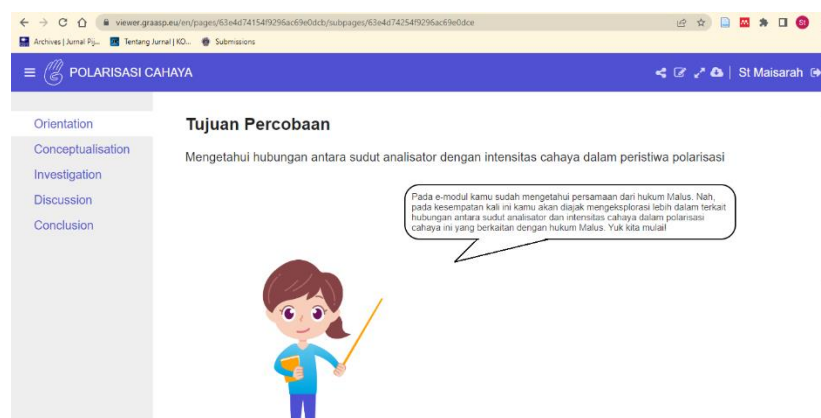 viewer.graasp.eu/en/pages/63e4d74154f9296ac69e0dcb/subpages/63e4d74254f9296ac69e0dce
Archives | Jurnal Pij... Tentang Jurnal | KO... Submissions
POLARISASI CAHAYA
St Maisarah
Orientation
Conceptualisation
Investigation
Discussion
Conclusion
Tujuan Percobaan
Mengetahui hubungan antara sudut analisator dengan intensitas cahaya dalam peristiwa polarisasi
Pada e-modul kamu sudah mengetahui persamaan dari hukum Malus. Nah,
pada kesempatan kali ini kamu akan diajak mengeksplorasi lebih dalam terkait
hubungan antara sudut analisator dan intensitas cahaya dalam polarisasi
cahaya ini yang berkaitan dengan hukum Malus. Yuk kita mulai!